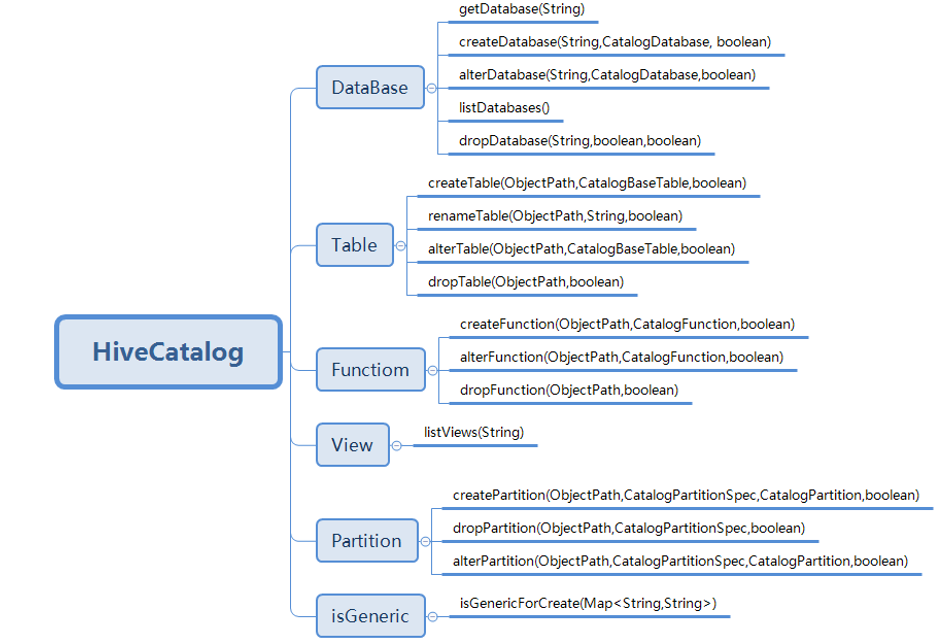 HiveCatalog
DataBase
getDatabase(String)
createDatabase(String,CatalogDatabase, boolean)
alterDatabase(String,CatalogDatabase,boolean)
listDatabases()
dropDatabase(String,boolean,boolean)
Table
createTable(ObjectPath,CatalogBaseTable,boolean)
renameTable(ObjectPath,String,boolean)
alterTable(ObjectPath,CatalogBaseTable,boolean)
dropTable(ObjectPath,boolean)
Functiom
createFunction(ObjectPath,CatalogFunction,boolean)
alterFunction(ObjectPath,CatalogFunction,boolean)
dropFunction(ObjectPath,boolean)
View
listViews(String)
Partition
createPartition(ObjectPath,CatalogPartitionSpec,CatalogPartition,boolean)
dropPartition(ObjectPath,CatalogPartitionSpec,boolean)
alterPartition(ObjectPath,CatalogPartitionSpec,CatalogPartition,boolean)
isGeneric
isGenericForCreate(Map<String,String>)